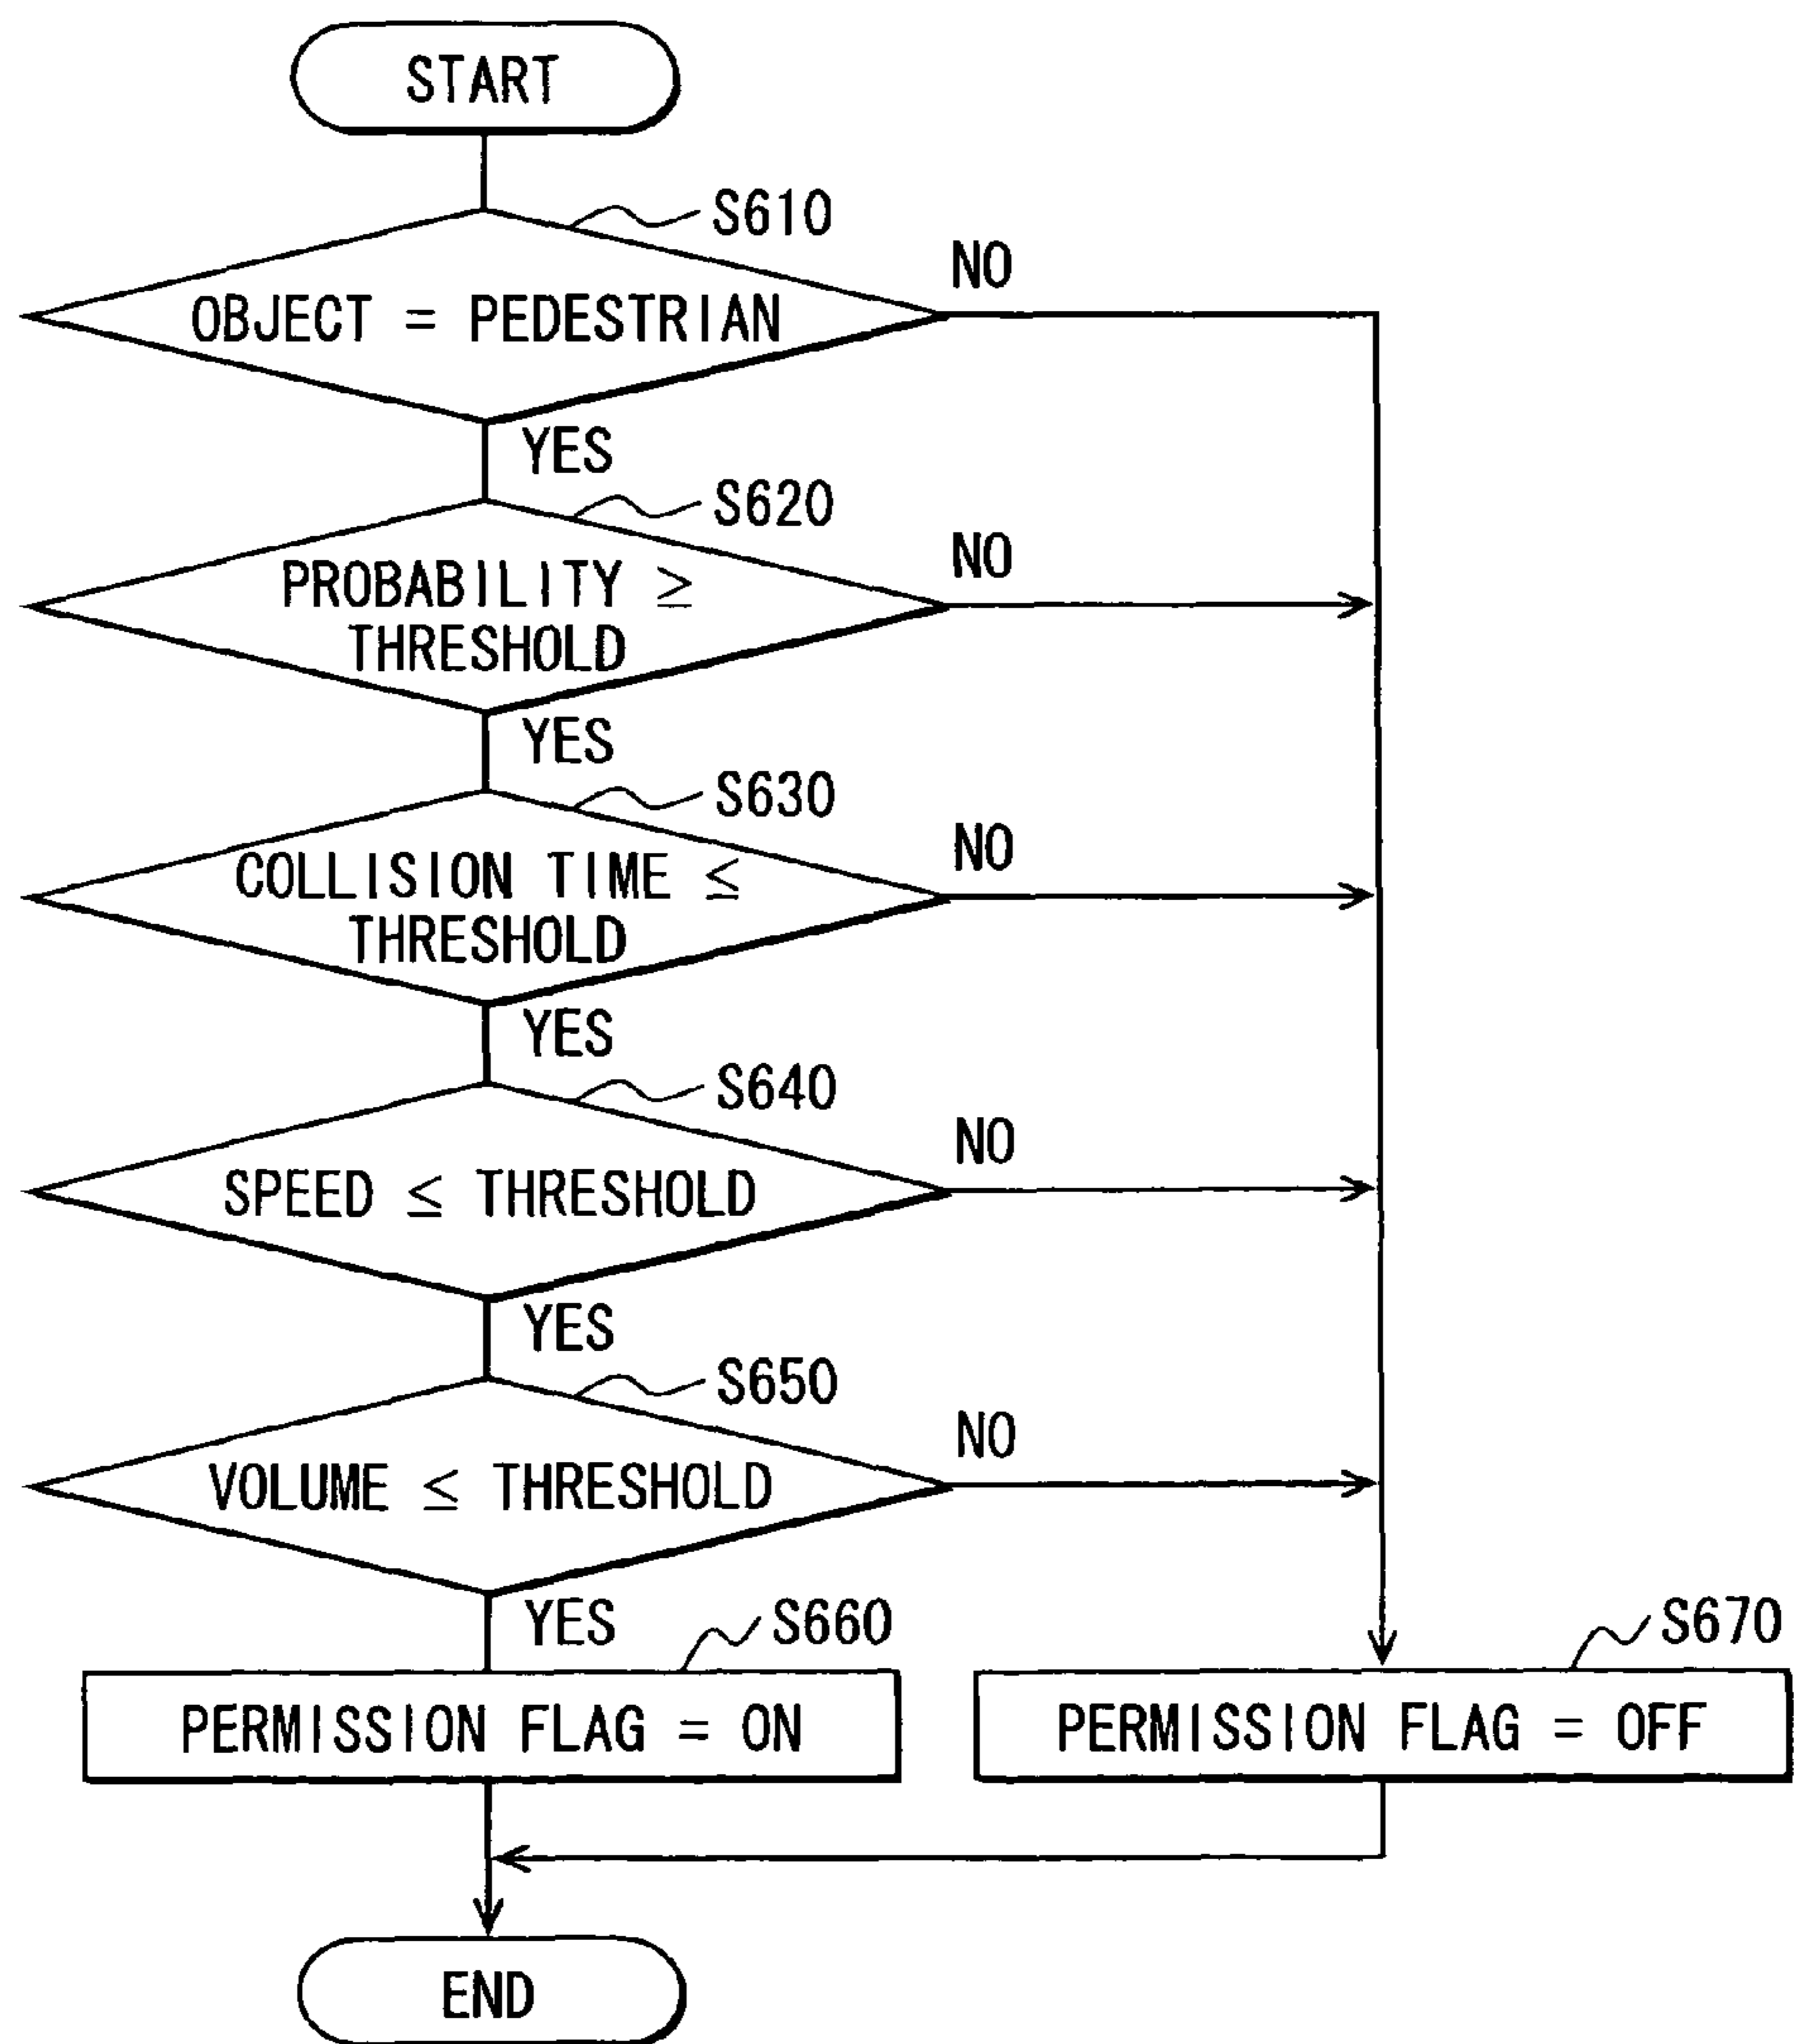 START
S610
NO
OBJECT = PEDESTRIAN
YES
S620
NO
PROBABILITY ≥
THRESHOLD
YES
S630
NO
COLLISION TIME ≤
THRESHOLD
YES
S640
NO
SPEED ≤ THRESHOLD
YES
S650
NO
VOLUME ≤ THRESHOLD
YES
S660
S670
PERMISSION FLAG = ON
PERMISSION FLAG = OFF
END